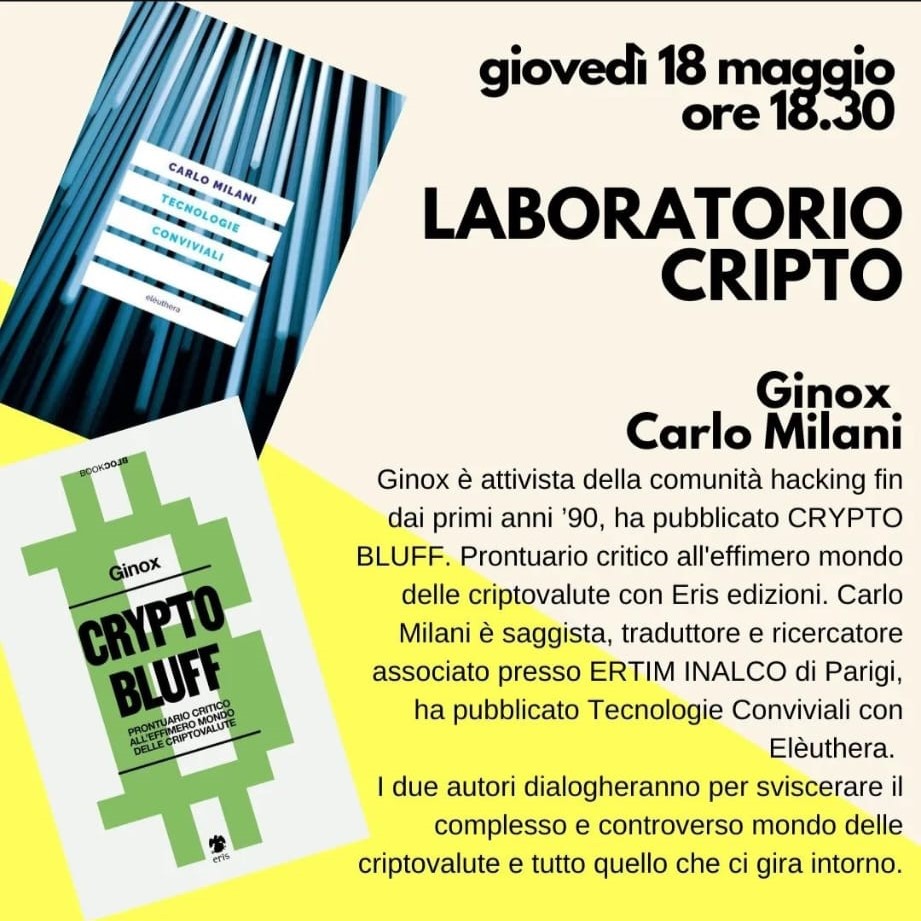 giovedì 18 maggio
ore 18.30
LABORATORIO
CRIPTO
Ginox
Carlo Milani
Ginox è attivista della comunità hacking fin
dai primi anni ’90, ha pubblicato CRYPTO
BLUFF. Prontuario critico all'effimero mondo
delle criptovalute con Eris edizioni. Carlo
Milani è saggista, traduttore e ricercatore
associato presso ERTIM INALCO di Parigi,
ha pubblicato Tecnologie Conviviali con
Elèuthera.
I due autori dialogheranno per sviscerare il
complesso e controverso mondo delle
criptovalute e tutto quello che ci gira intorno.
CARLO MILANI
TECNOLOGIE
CONVIVIALI
elèuthera
BOOKBLOCK
Ginox
CRYPTO
BLUFF
PRONTUARIO CRITICO
ALL'EFFIMERO MONDO
DELLE CRIPTOVALUTE
eris